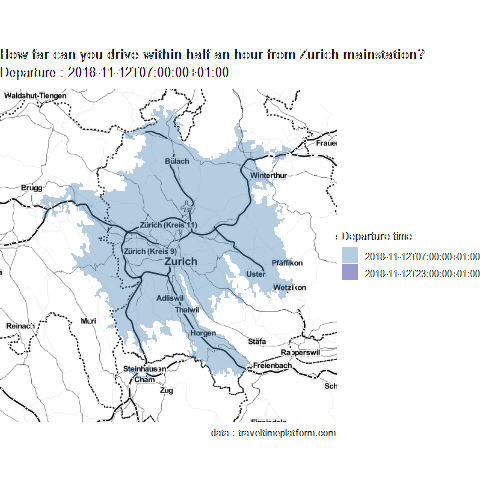 How far can you drive within half an hour from Zurich mainstation?
Departure : 2018-11-12T07:00:00+01:00
Waldshut-Tiengen
Bülach
Winterthur
Brugg
Zürich (Kreis 11)
Zürich (Kreis 9)
Zurich
Pfäffikon
Uster
Wetzikon
Adliswil
Thalwil
Muri
Reinach
Horgen
Stäfa
Rapperswil
Freienbach
Steinhausen
Cham
Zug
Departure time
2018-11-12T07:00:00+01:00
2018-11-12T23:00:00+01:00
data : traveltimeplatform.com